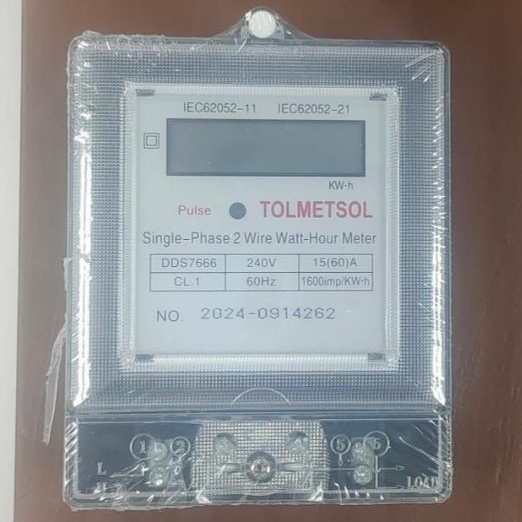 IEC62052-11 IEC62052-21
KW·h
Pulse TOLMETSOL
Single-Phase 2 Wire Watt-Hour Meter
DDS7666 240V 15(60)A
CL.1 60Hz 1600imp/KW·h
NO. 2024-0914262
1 2 5 6
L
LOAD